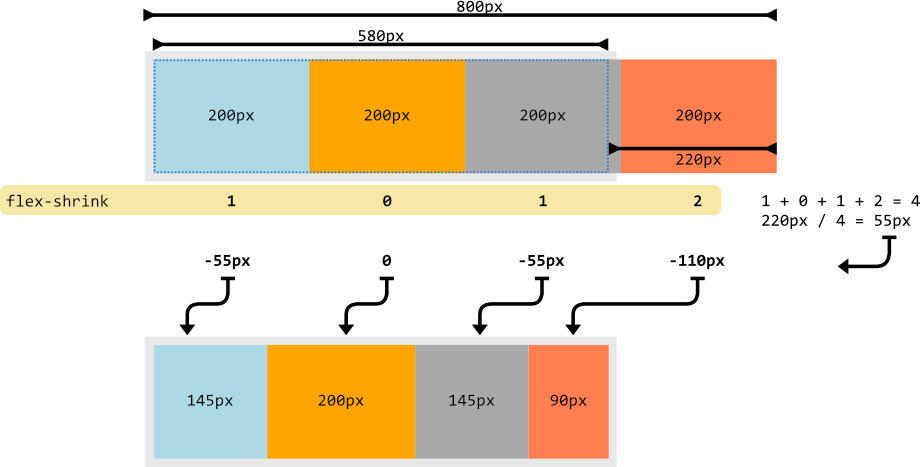 800px
580px
200px 200px 200px 200px
220px
flex-shrink 1 0 1 2
1 + 0 + 1 + 2 = 4
220px / 4 = 55px
-55px 0 -55px -110px
145px 200px 145px 90px